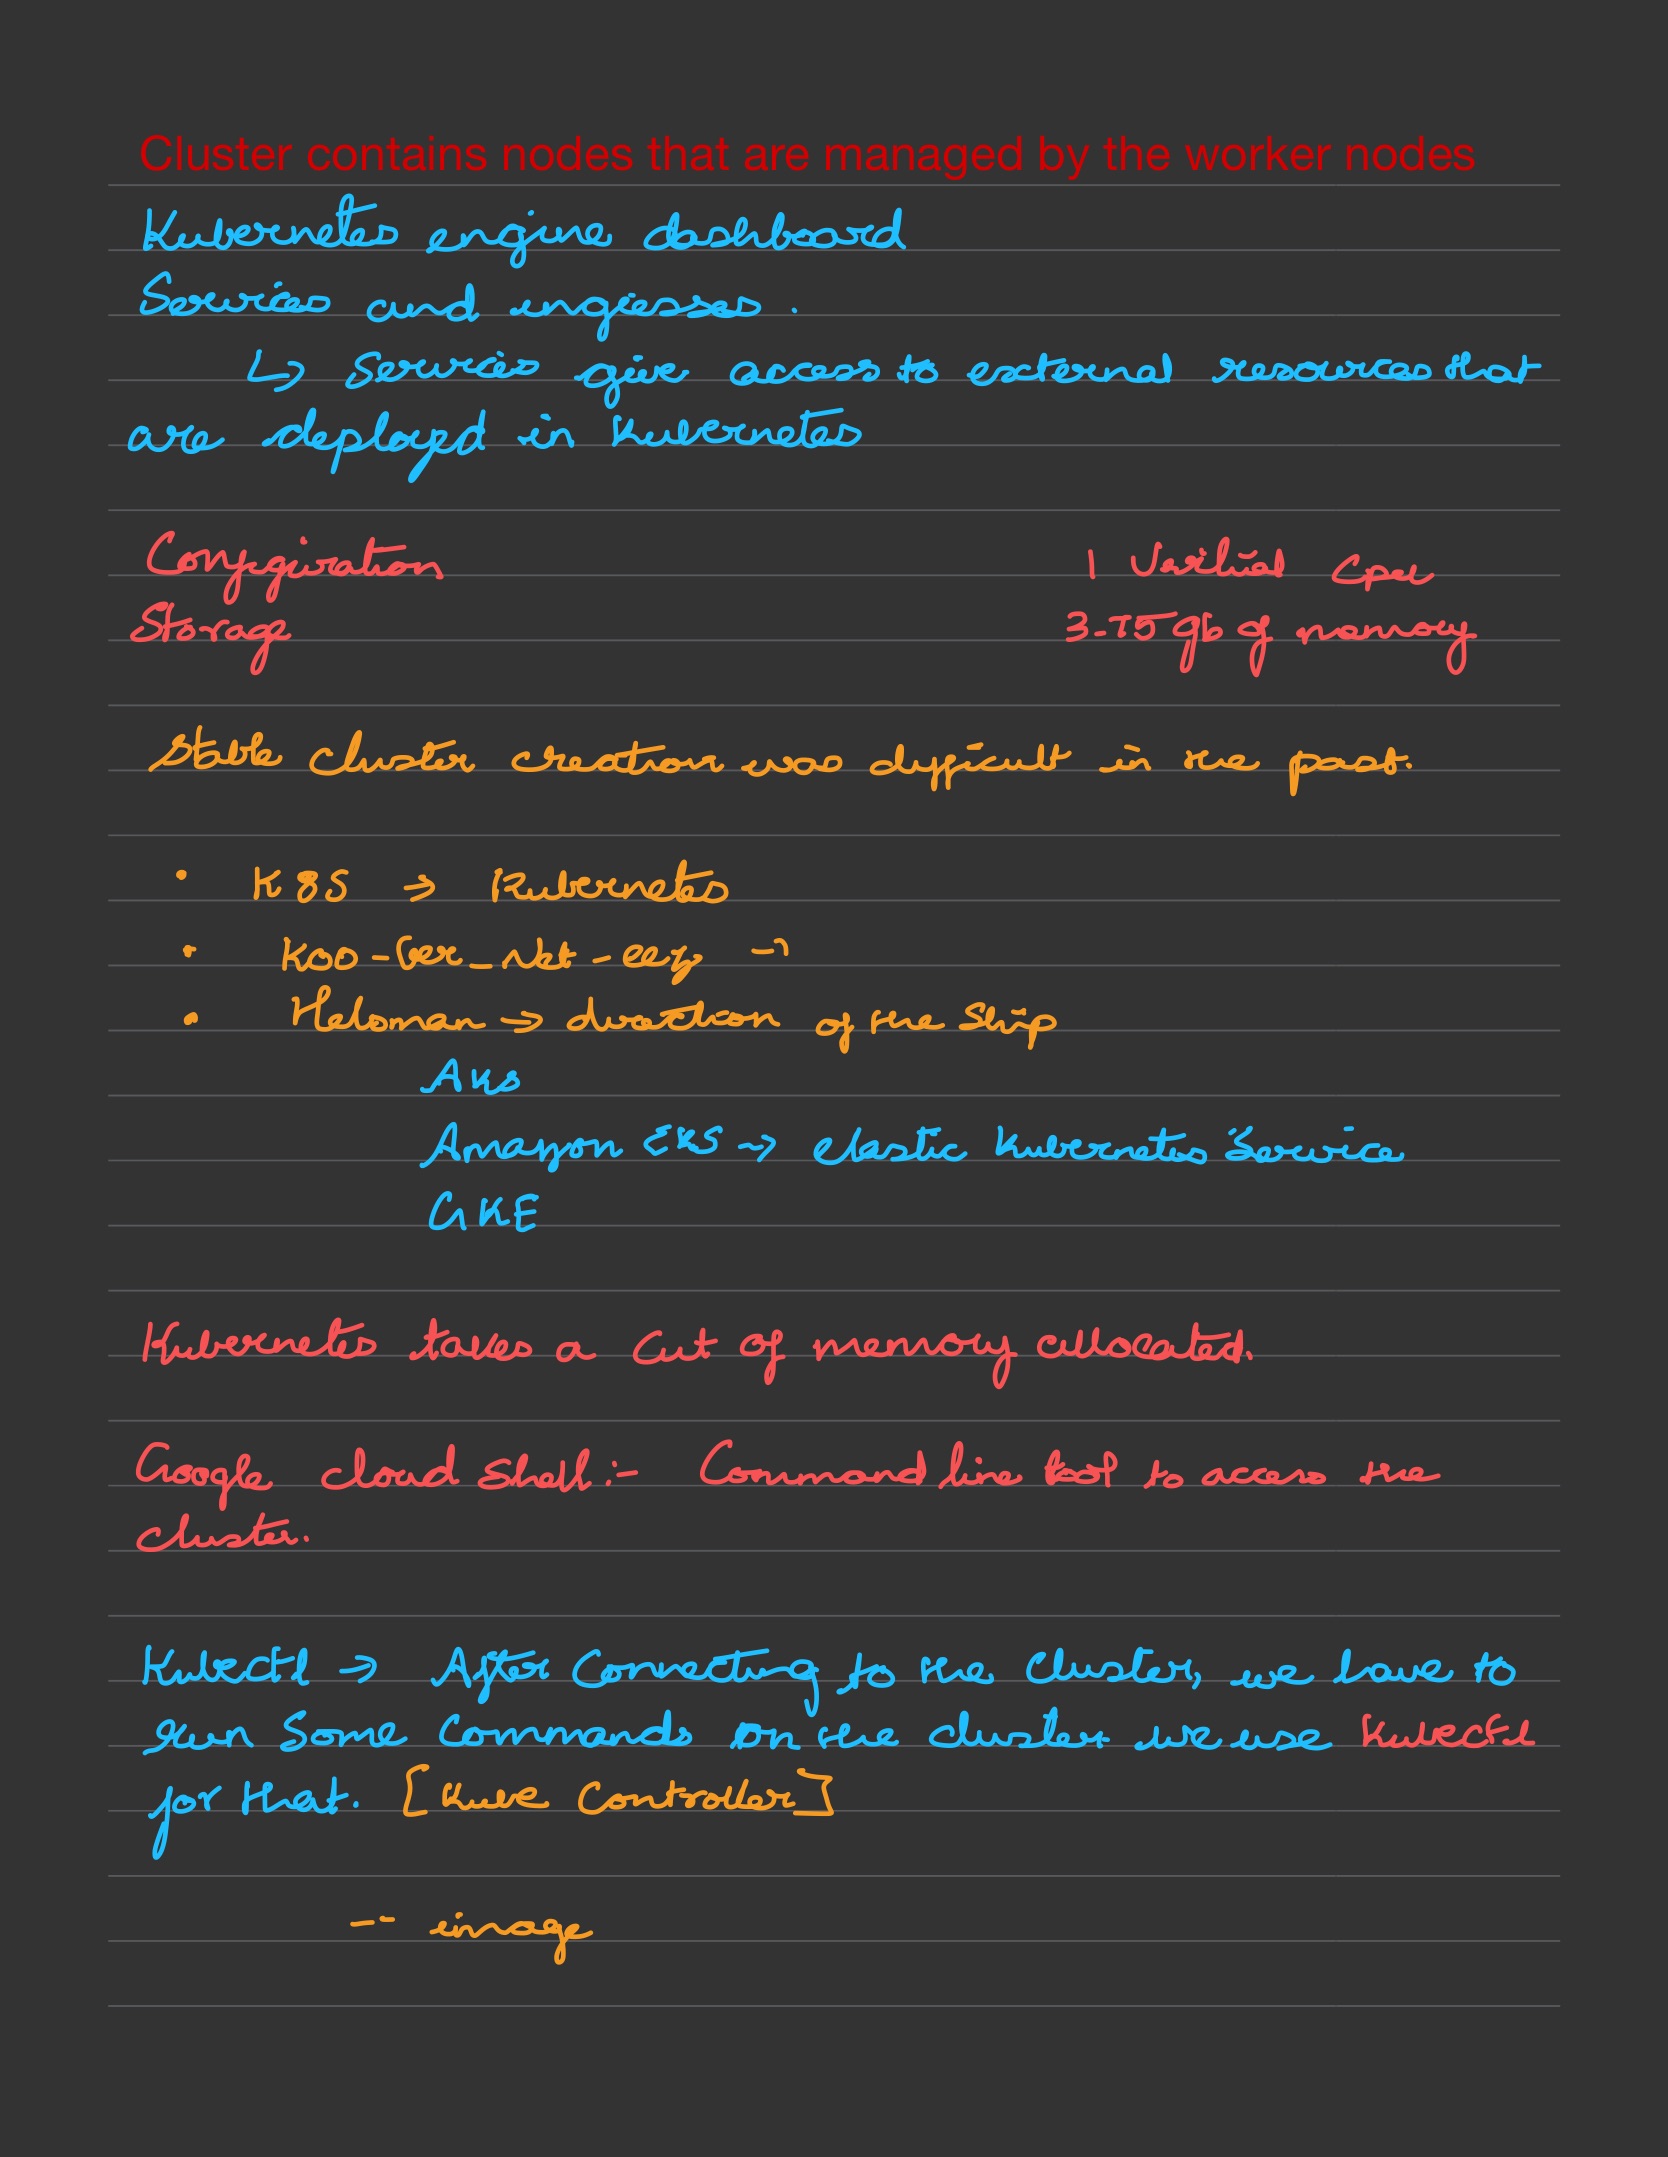 Cluster contains nodes that are managed by the worker nodes
Kubernetes engine dashboard
Services and ingresses.
↳ Services give access to external resources that
are deployed in Kubernetes
Configiration 1 Virtual Cpu
Storage 3.75 gb of memory
Stable cluster creation was difficult in the past.
• K8S → Kubernetes
• Koo-ber-Net-eez →
• Helsman → direction of the Ship
AKS
Amazon EKS → elastic Kubernetes Service
GKE
Kubernetes takes a cut of memory allocated.
Google cloud shell:- Command line tool to access the
cluster.
Kubectl → After connecting to the cluster, we have to
run some commands on the cluster we use Kubectl
for that. [Kube Controller]
-- image